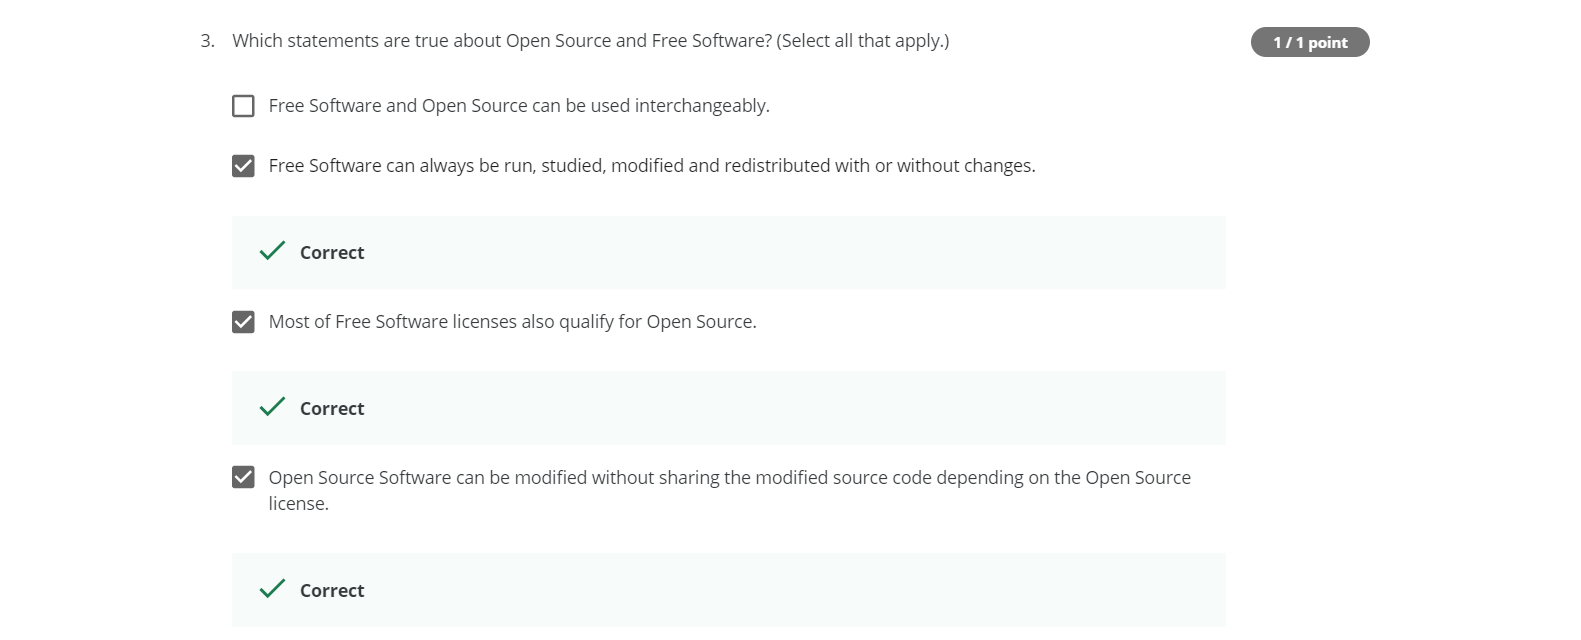 3. Which statements are true about Open Source and Free Software? (Select all that apply.)
1 / 1 point
Free Software and Open Source can be used interchangeably.
Free Software can always be run, studied, modified and redistributed with or without changes.
Correct
Most of Free Software licenses also qualify for Open Source.
Correct
Open Source Software can be modified without sharing the modified source code depending on the Open Source
license.
Correct